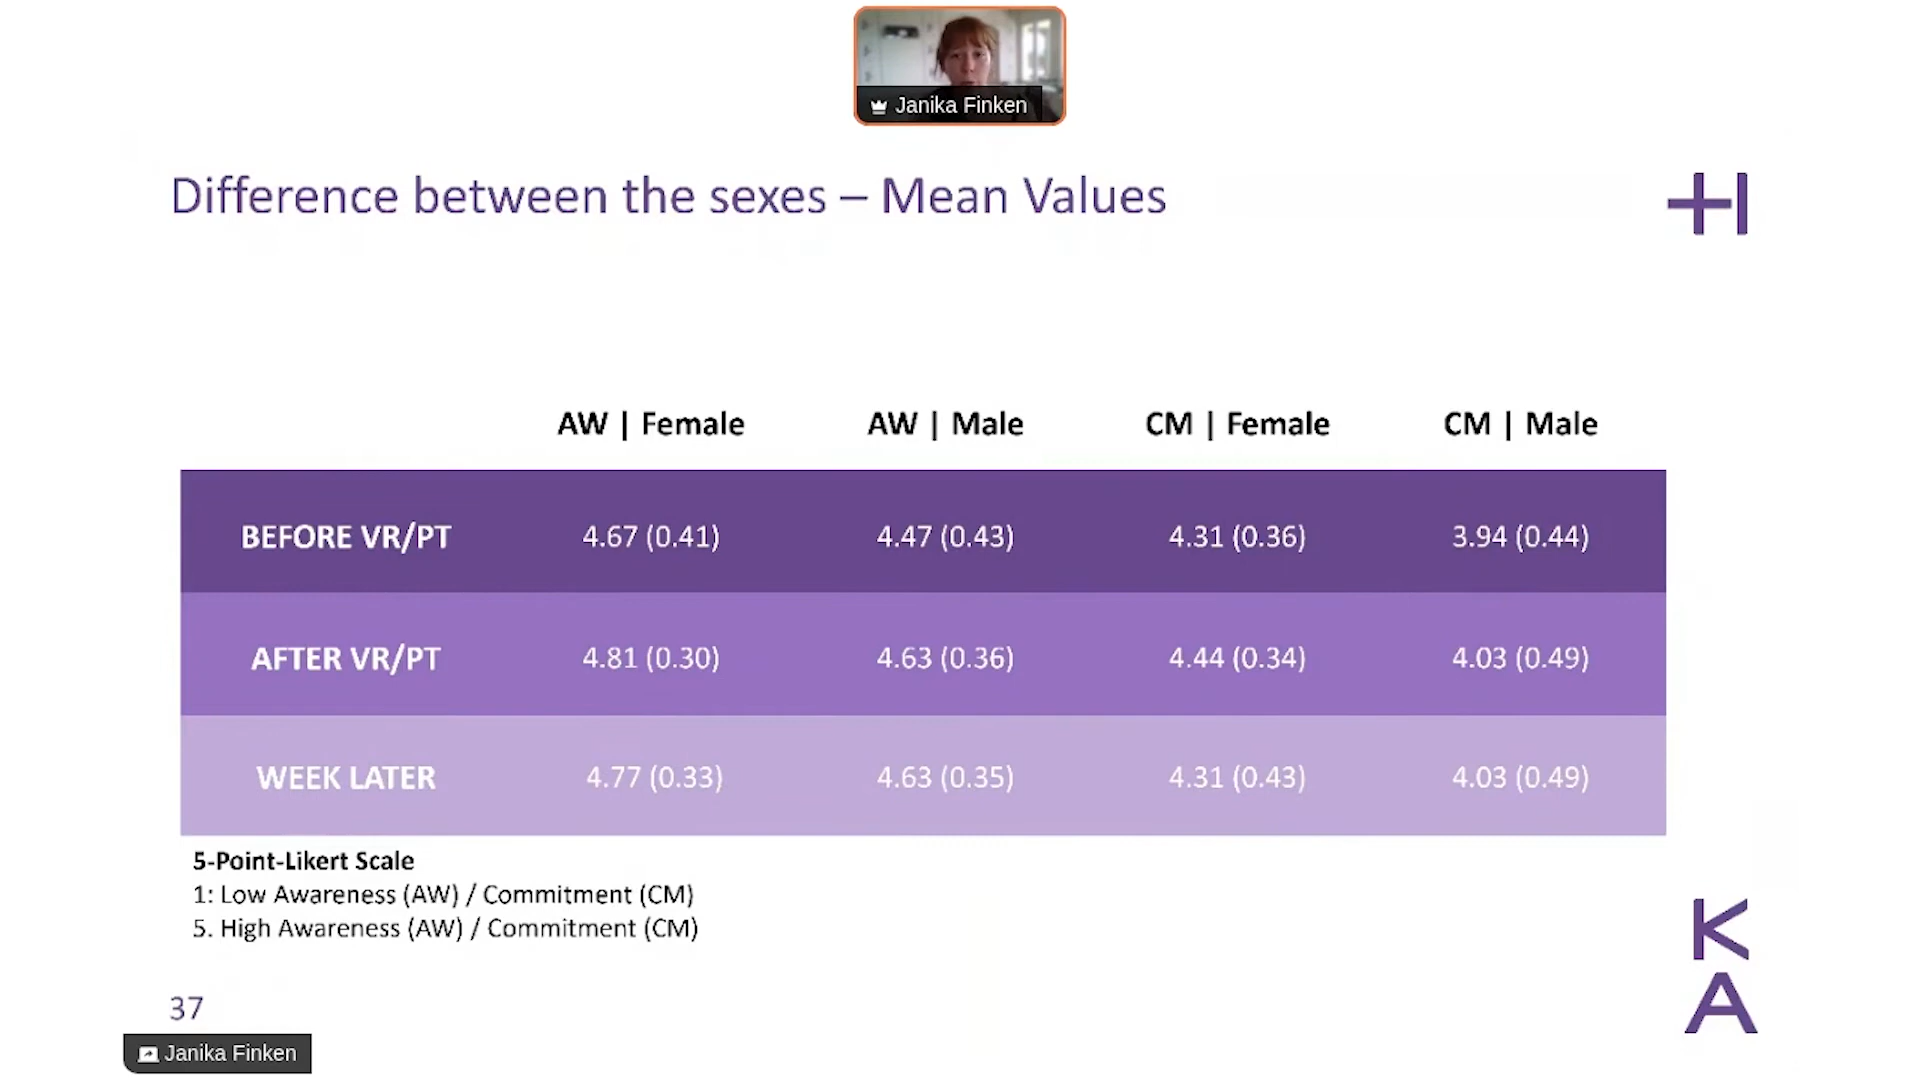 Janika Finken
Difference between the sexes – Mean Values
H
AW | Female AW | Male CM | Female CM | Male
BEFORE VR/PT 4.67 (0.41) 4.47 (0.43) 4.31 (0.36) 3.94 (0.44)
AFTER VR/PT 4.81 (0.30) 4.63 (0.36) 4.44 (0.34) 4.03 (0.49)
WEEK LATER 4.77 (0.33) 4.63 (0.35) 4.31 (0.43) 4.03 (0.49)
5-Point-Likert Scale
1: Low Awareness (AW) / Commitment (CM)
5. High Awareness (AW) / Commitment (CM)
K
A
37
Janika Finken